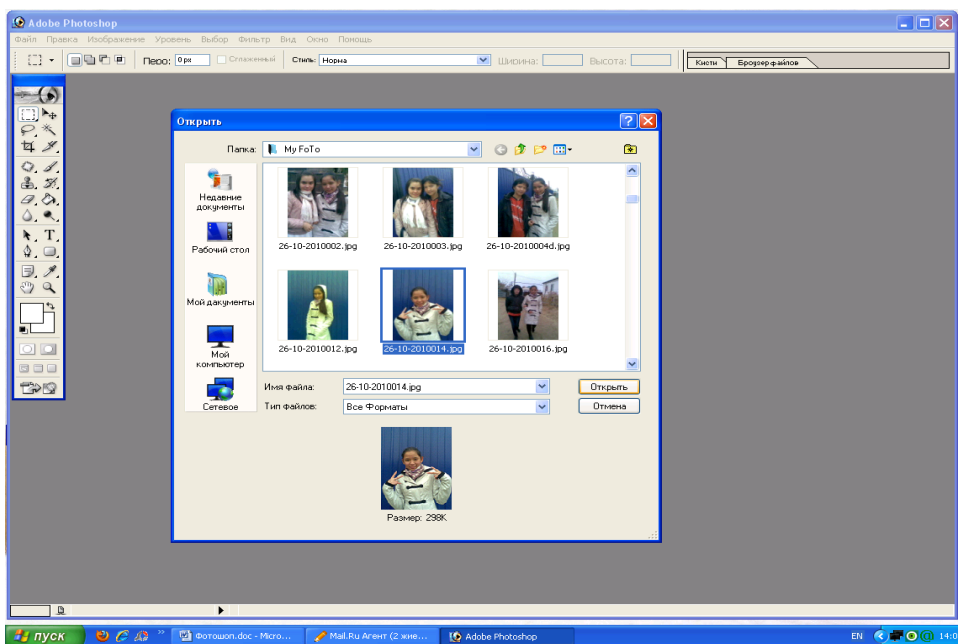 Adobe Photoshop
Файл Правка Изображение Уровень Выбор Фильтр Вид Окно Помощь
Перо: 0 px Сглаженный Стиль: Норма Ширина: Высота: Кисти Броузер файлов
Открыть
Папка: My FoTo
Недавние документы
Рабочий стол
Мой документы
Мой компьютер
Сетевое
26-10-2010002.jpg 26-10-2010003.jpg 26-10-2010004d.jpg
26-10-2010012.jpg 26-10-2010014.jpg 26-10-2010016.jpg
Имя файла: 26-10-2010014.jpg Открыть
Тип файлов: Все Форматы Отмена
Размер: 298K
пуск Фотошоп.doc - Micro... Mail.Ru Агент (2 жне... Adobe Photoshop EN 14:0